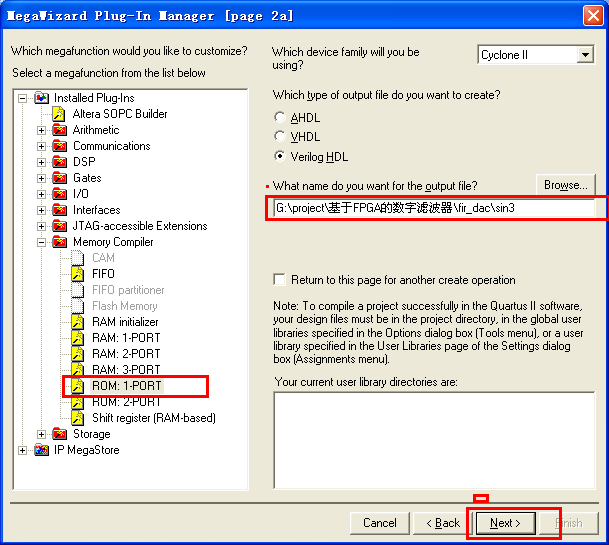 MegaWizard Plug-In Manager [page 2a]
Which megafunction would you like to customize?
Select a megafunction from the list below
Installed Plug-Ins
Altera SOPC Builder
Arithmetic
Communications
DSP
Gates
I/O
Interfaces
JTAG-accessible Extensions
Memory Compiler
CAM
FIFO
FIFO partitioner
Flash Memory
RAM initializer
RAM: 1-PORT
RAM: 2-PORT
RAM: 3-PORT
ROM: 1-PORT
ROM: 2-PORT
Shift register (RAM-based)
Storage
IP MegaStore
Which device family will you be
using?
Cyclone II
Which type of output file do you want to create?
AHDL
VHDL
Verilog HDL
What name do you want for the output file?
Browse...
G:\project\基于FPGA的数字滤波器\fir_dac\sin3
Return to this page for another create operation
Note: To compile a project successfully in the Quartus II software,
your design files must be in the project directory, in the global user
libraries specified in the Options dialog box (Tools menu), or a user
library specified in the User Libraries page of the Settings dialog
box (Assignments menu).
Your current user library directories are:
Cancel
< Back
Next >
Finish